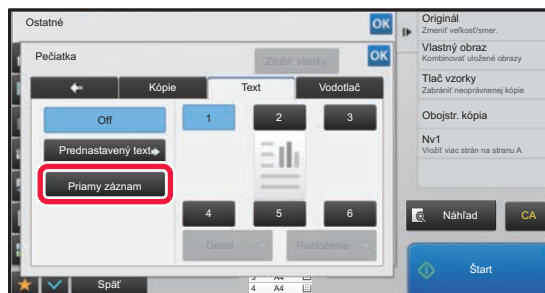 Ostatné
OK
Pečiatka
Zrušiť všetky
OK
Kópie
Text
Vodotlač
Off
1
2
3
Prednastavený text
Priamy záznam
4
5
6
Detail
Rozloženie
Späť
3 A4
4 A4
Originál
Zmeniť veľkosť/smer.
Vlastný obraz
Kombinovať uložené obrazy
Tlač vzorky
Zabrániť neoprávnenej kópie
Obojstr. kópia
Nv1
Vložiť viac strán na stranu A
Náhľad
CA
Štart